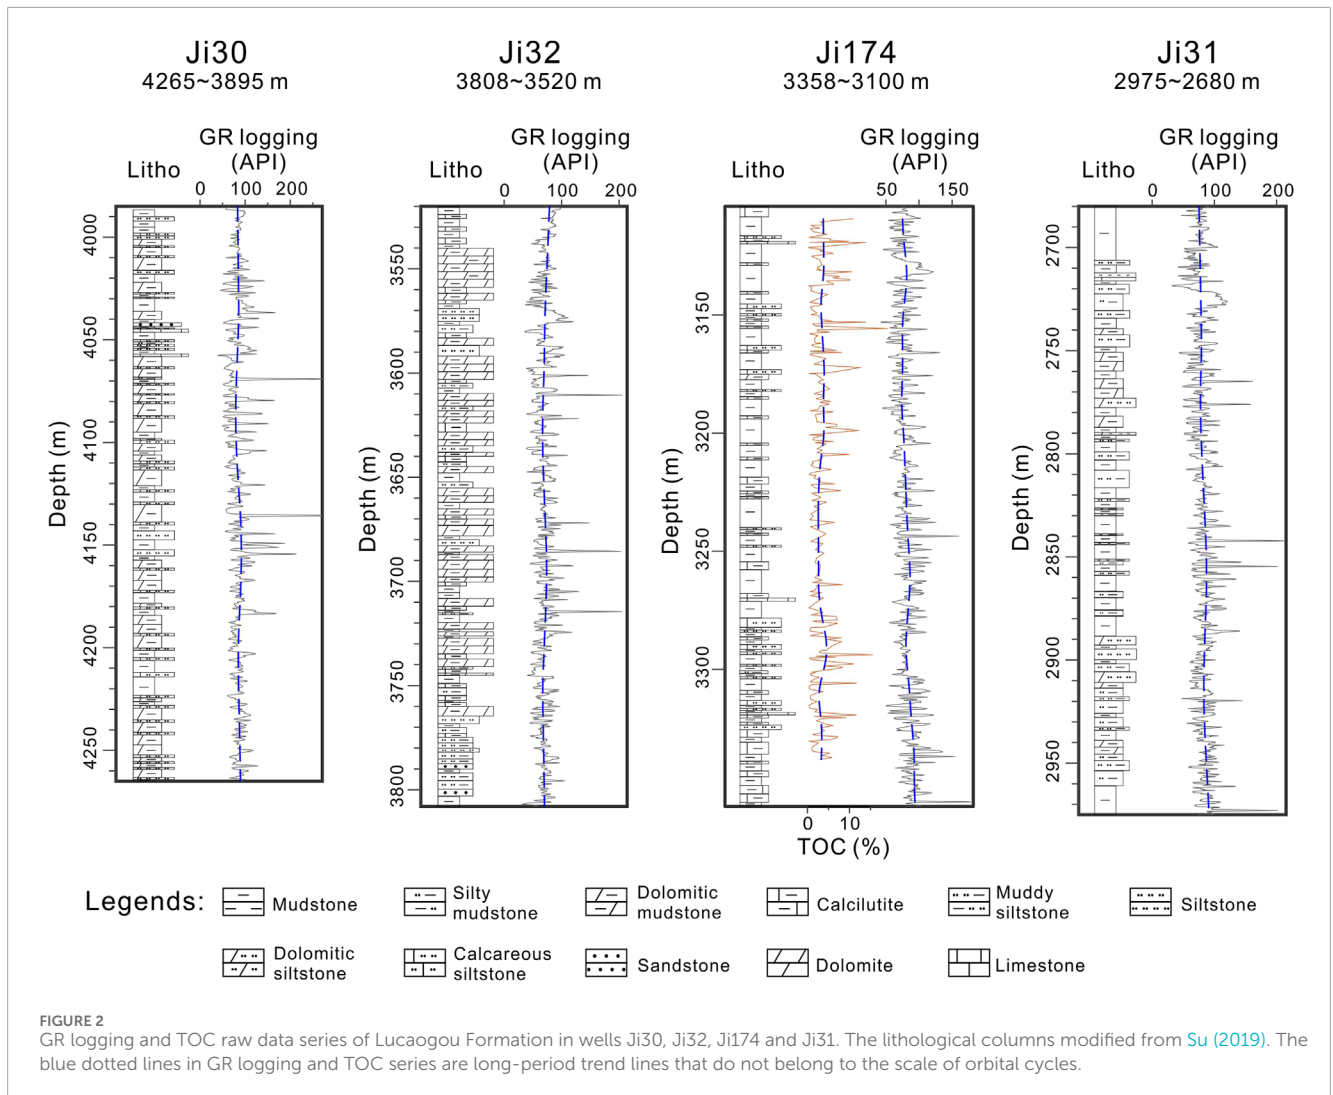 Ji30
4265~3895 m
Ji32
3808~3520 m
Ji174
3358~3100 m
Ji31
2975~2680 m
Litho
GR logging
(API)
0 100 200
Depth (m)
4000
4050
4100
4150
4200
4250
Litho
GR logging
(API)
0 100 200
Depth (m)
3550
3600
3650
3700
3750
3800
Litho
GR logging
(API)
50 150
Depth (m)
3150
3200
3250
3300
0 10
TOC (%)
Litho
GR logging
(API)
0 100 200
Depth (m)
2700
2750
2800
2850
2900
2950
Legends:
Mudstone
Silty
mudstone
Dolomitic
mudstone
Calcilutite
Muddy
siltstone
Siltstone
Dolomitic
siltstone
Calcareous
siltstone
Sandstone
Dolomite
Limestone
FIGURE 2
GR logging and TOC raw data series of Lucaogou Formation in wells Ji30, Ji32, Ji174 and Ji31. The lithological columns modified from Su (2019). The
blue dotted lines in GR logging and TOC series are long-period trend lines that do not belong to the scale of orbital cycles.